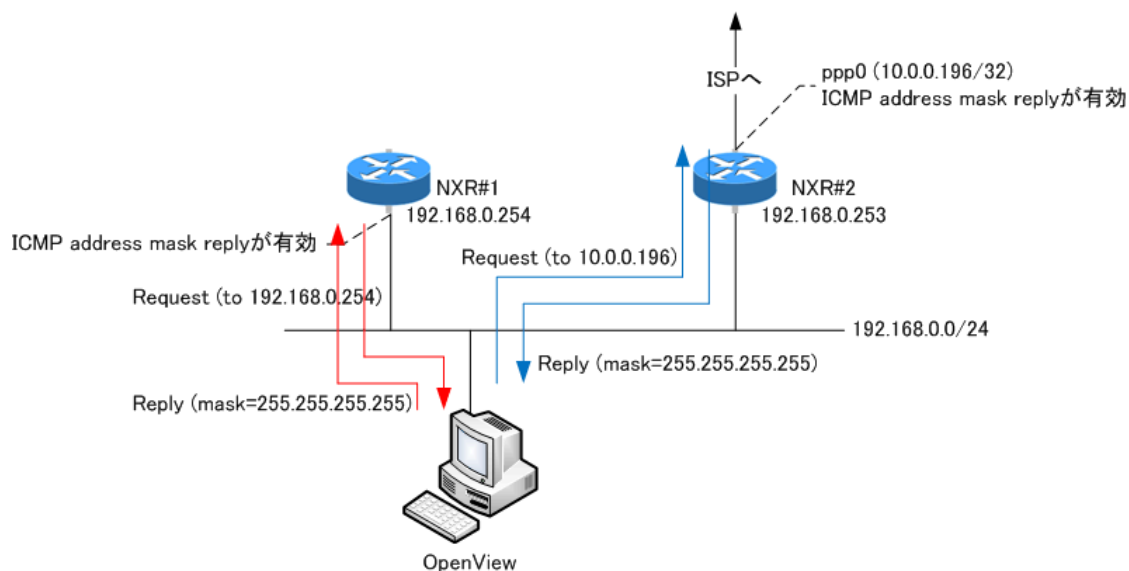 ISPへ
ppp0 (10.0.0.196/32)
ICMP address mask replyが有効
NXR#1
192.168.0.254
NXR#2
192.168.0.253
ICMP address mask replyが有効
Request (to 10.0.0.196)
Request (to 192.168.0.254)
192.168.0.0/24
Reply (mask=255.255.255.255)
Reply (mask=255.255.255.255)
OpenView